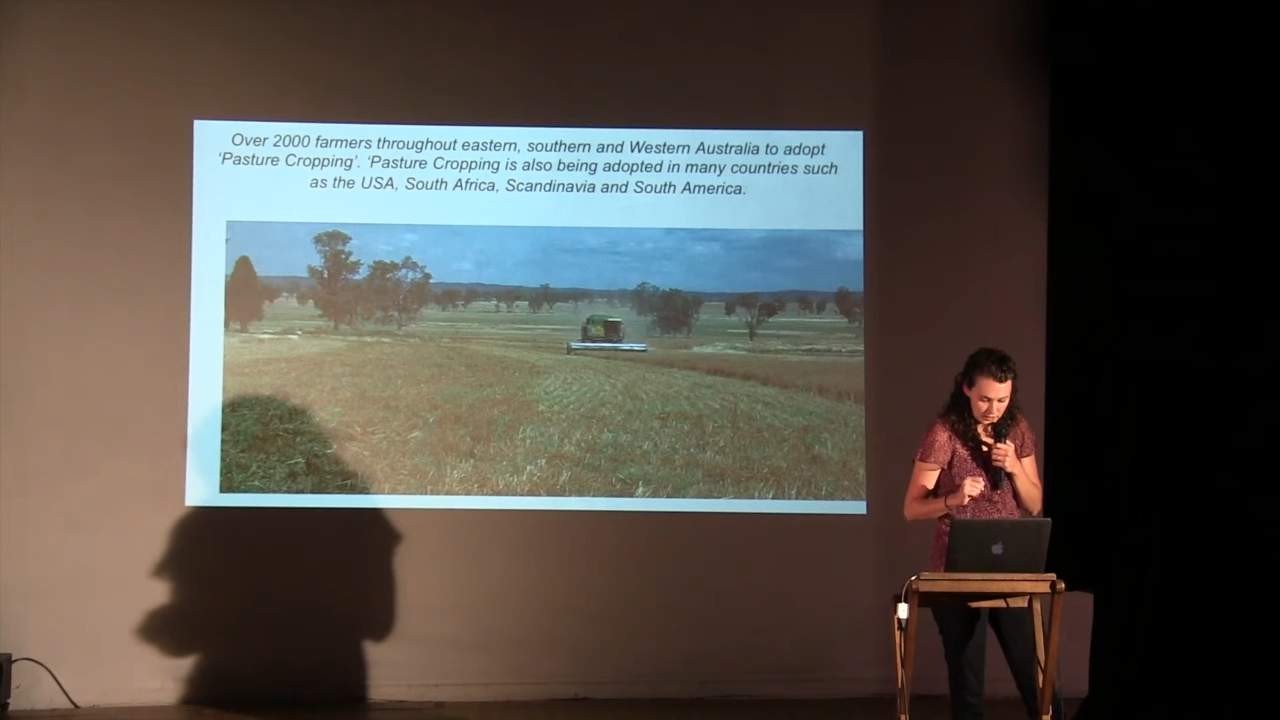 Over 2000 farmers throughout eastern, southern and Western Australia to adopt
'Pasture Cropping'. 'Pasture Cropping is also being adopted in many countries such
as the USA, South Africa, Scandinavia and South America.